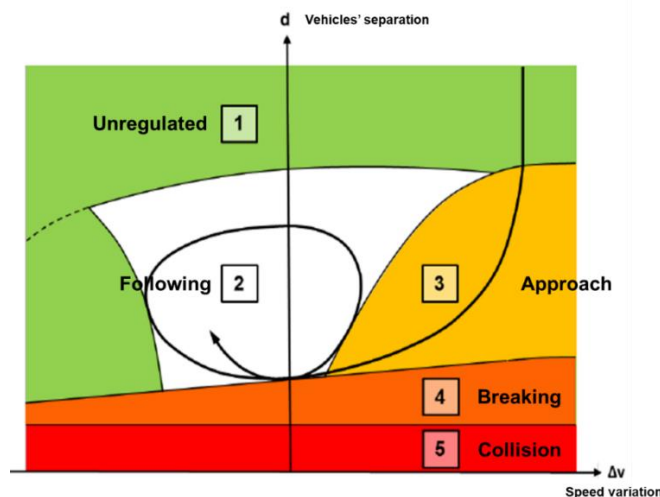 d Vehicles' separation
Unregulated 1
Following 2
3 Approach
4 Breaking
5 Collision
Δv
Speed variation